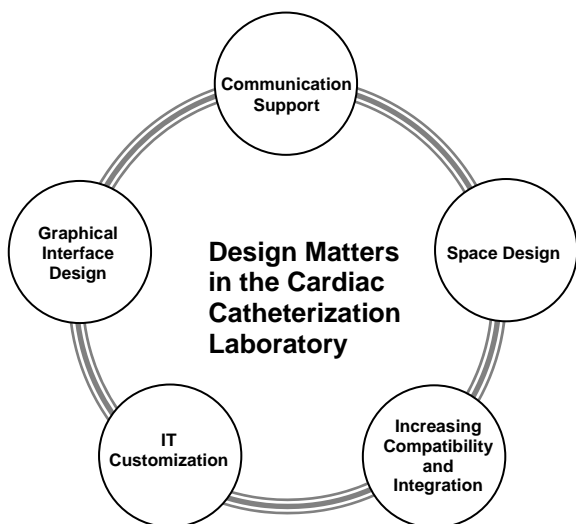 Communication
Support
Graphical
Interface
Design
Design Matters
in the Cardiac
Catheterization
Laboratory
Space Design
IT
Customization
Increasing
Compatibility
and
Integration